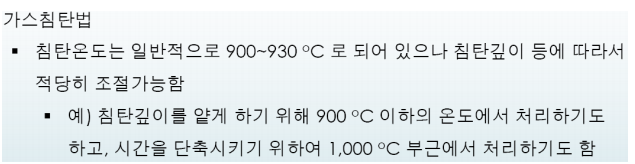 가스침탄법
▪ 침탄온도는 일반적으로 900~930 °C 로 되어 있으나 침탄깊이 등에 따라서
적당히 조절가능함
▪ 예) 침탄깊이를 얕게 하기 위해 900 °C 이하의 온도에서 처리하기도
하고, 시간을 단축시키기 위하여 1,000 °C 부근에서 처리하기도 함